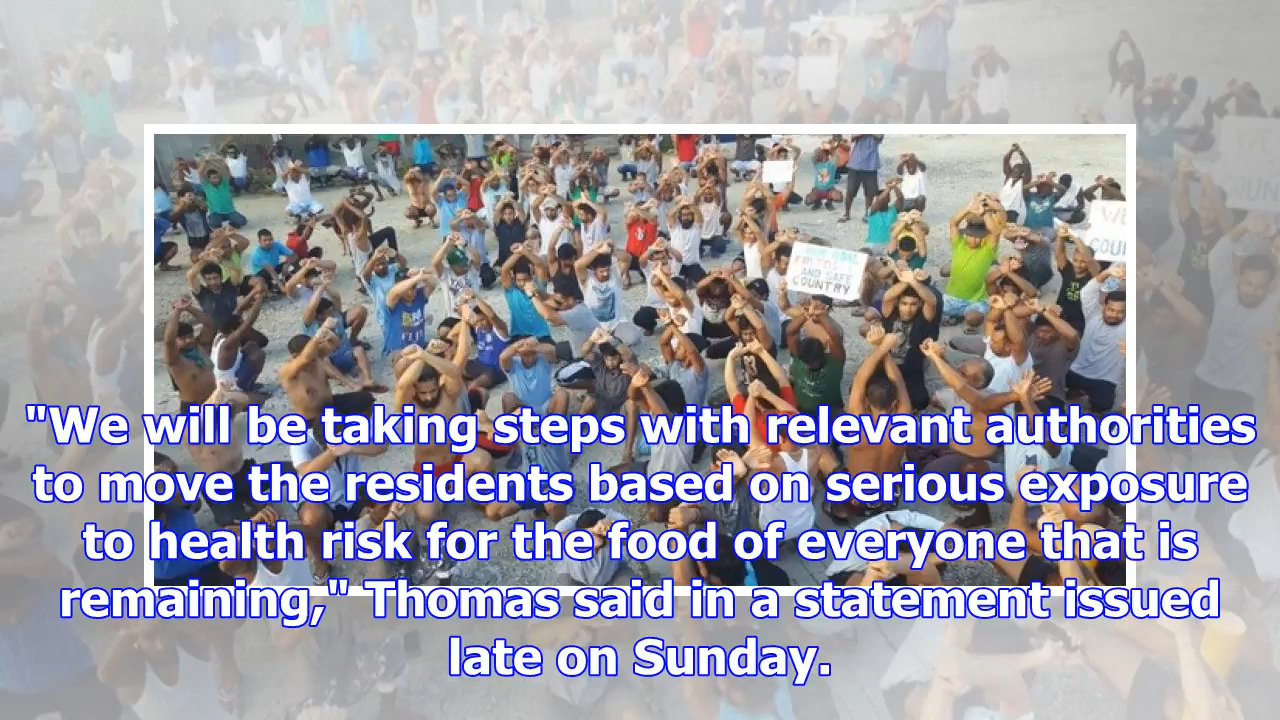 FREEDOM
AND SAFE
COUNTRY
WE
COU
"We will be taking steps with relevant authorities
to move the residents based on serious exposure
to health risk for the food of everyone that is
remaining," Thomas said in a statement issued
late on Sunday.